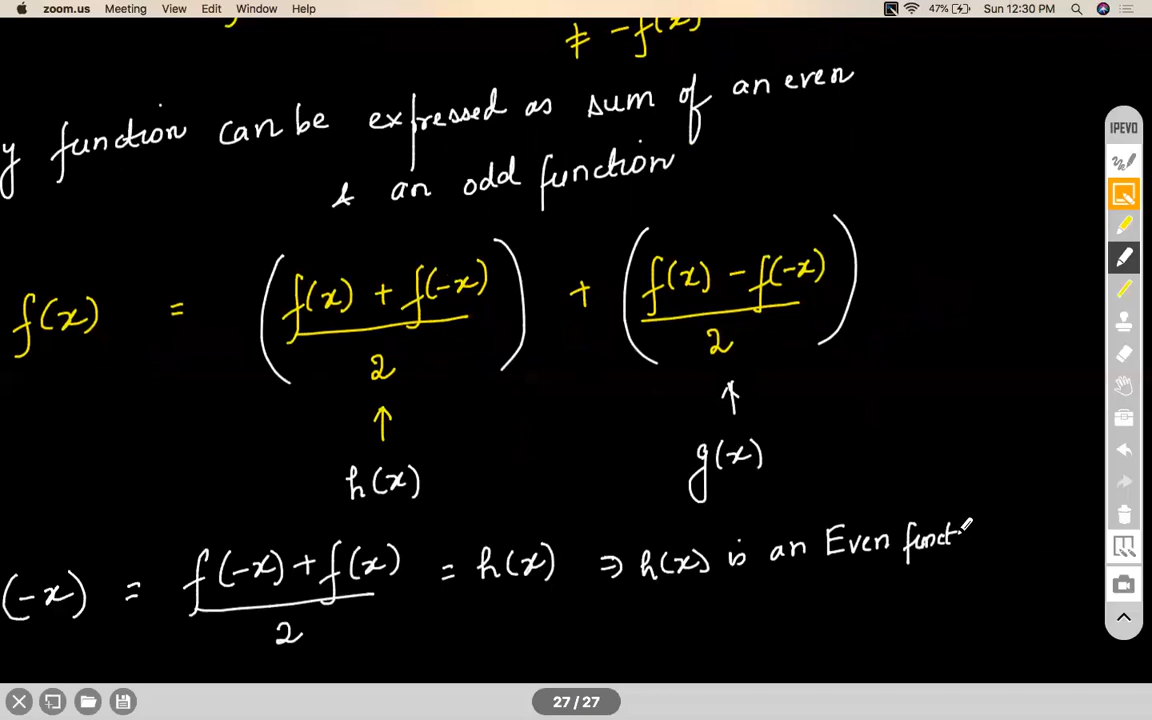 zoom.us Meeting View Edit Window Help 47% Sun 12:30 PM
≠ -f(x)
y function can be expressed as sum of an even
& an odd function
IPEVO
f(x) = (f(x) + f(-x) / 2) + (f(x) - f(-x) / 2)
↑ ↑
h(x) g(x)
(-x) = f(-x) + f(x) / 2 = h(x) ⇒ h(x) is an Even funct
27 / 27